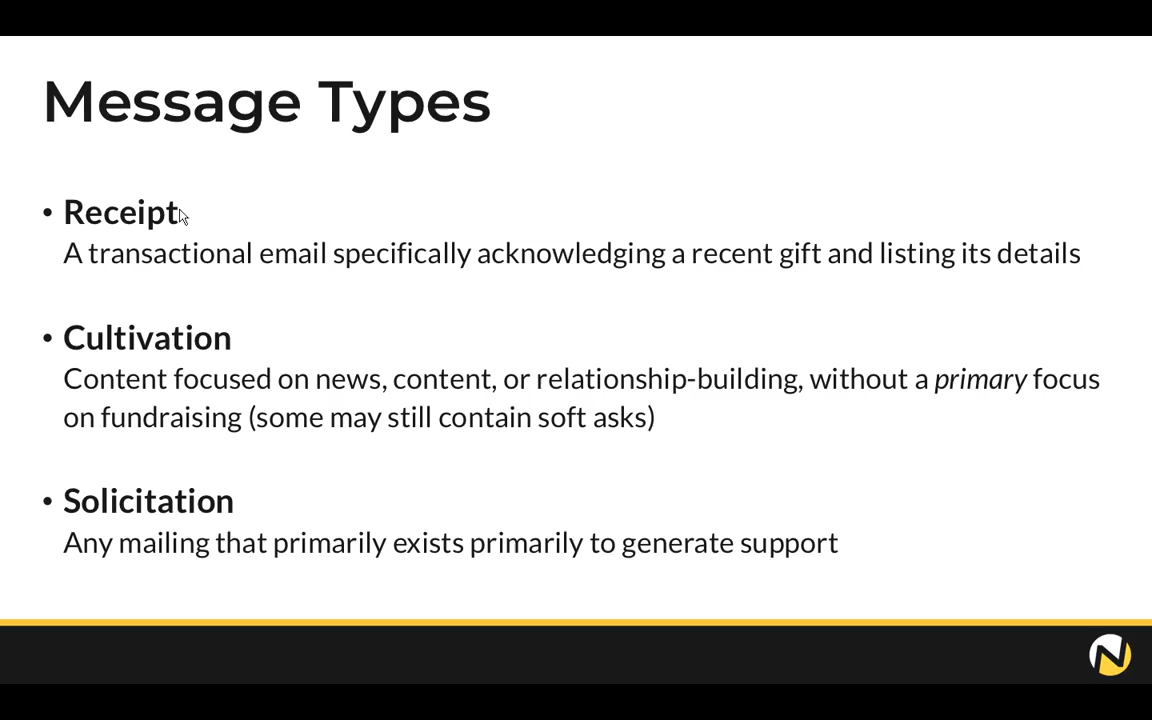 Message Types
• Receipt
A transactional email specifically acknowledging a recent gift and listing its details
• Cultivation
Content focused on news, content, or relationship-building, without a primary focus
on fundraising (some may still contain soft asks)
• Solicitation
Any mailing that primarily exists primarily to generate support
N